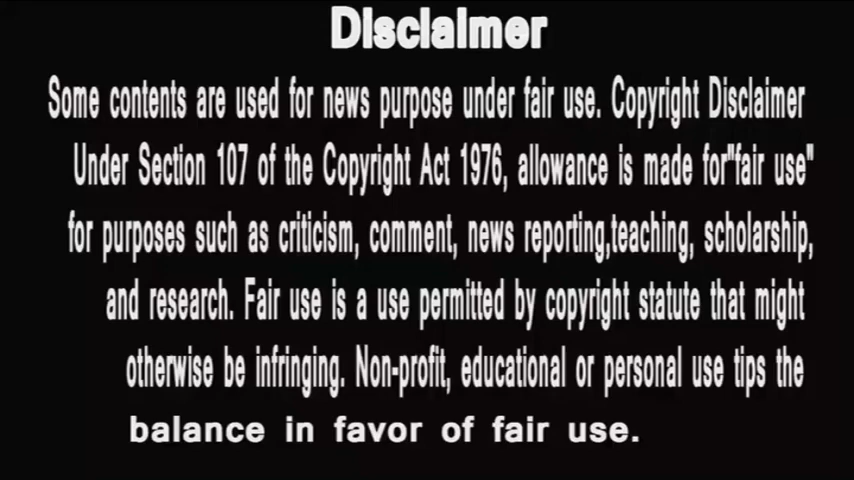 Disclaimer
Some contents are used for news purpose under fair use. Copyright Disclaimer
Under Section 107 of the Copyright Act 1976, allowance is made for"fair use"
for purposes such as criticism, comment, news reporting,teaching, scholarship,
and research. Fair use is a use permitted by copyright statute that might
otherwise be infringing. Non-profit, educational or personal use tips the
balance in favor of fair use.